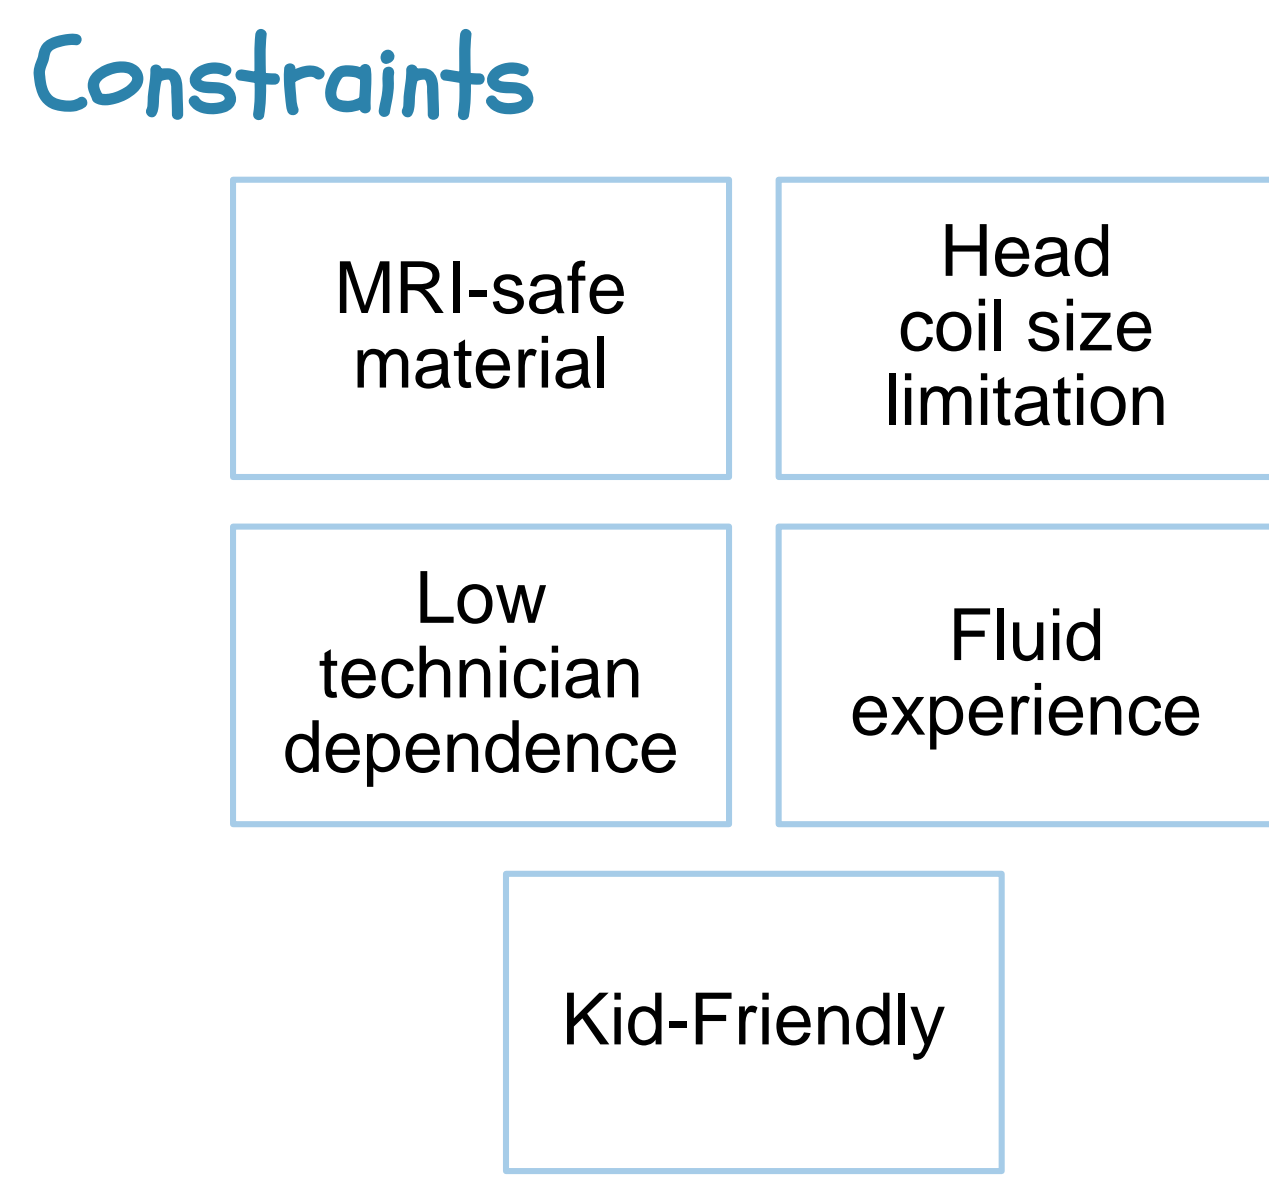 Constraints
MRI-safe
material
Head
coil size
limitation
Low
technician
dependence
Fluid
experience
Kid-Friendly